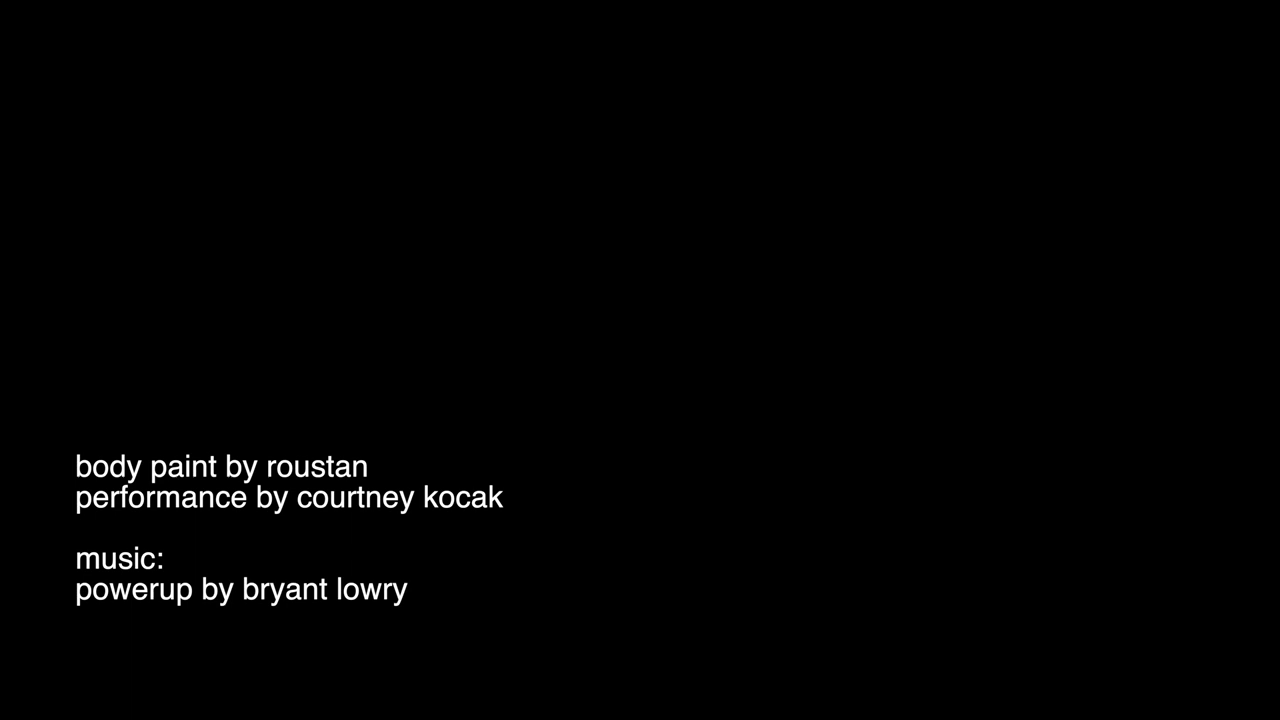 body paint by roustan
performance by courtney kocak
music:
powerup by bryant lowry